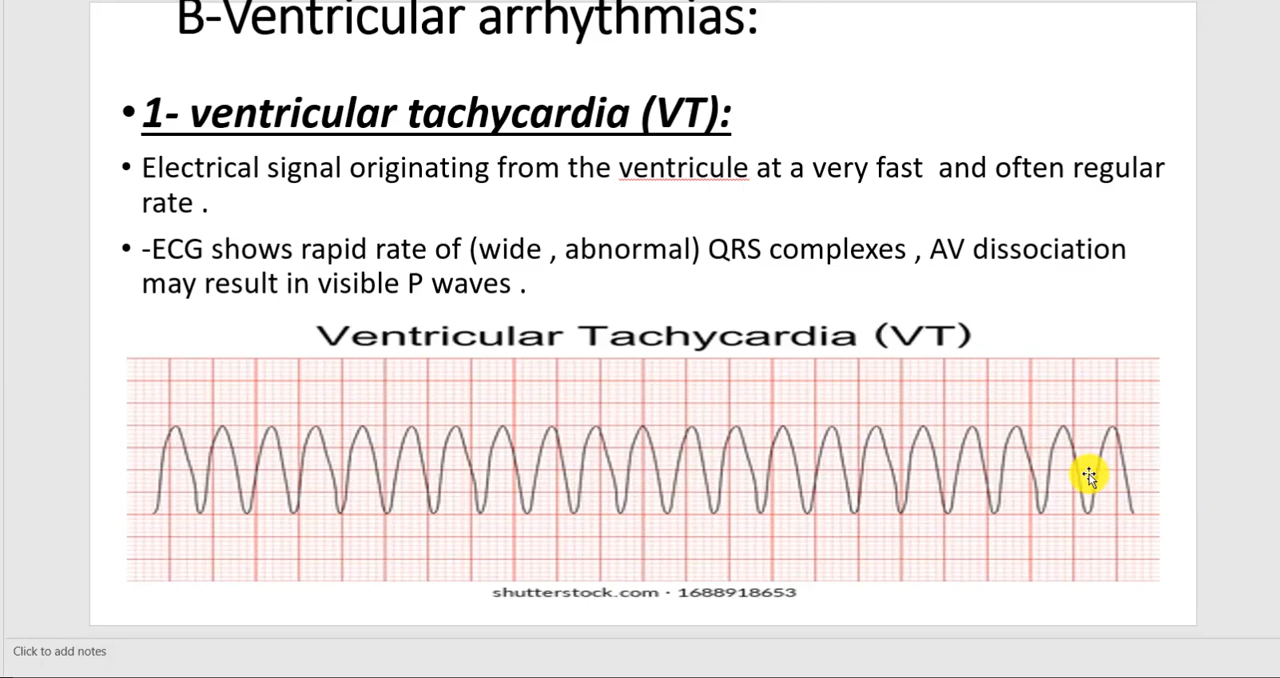 B-Ventricular arrhythmias:
• 1- ventricular tachycardia (VT):
• Electrical signal originating from the ventricule at a very fast  and often regular
rate .
• -ECG shows rapid rate of (wide , abnormal) QRS complexes , AV dissociation
may result in visible P waves .
Ventricular Tachycardia (VT)
shutterstock.com · 1688918653
Click to add notes